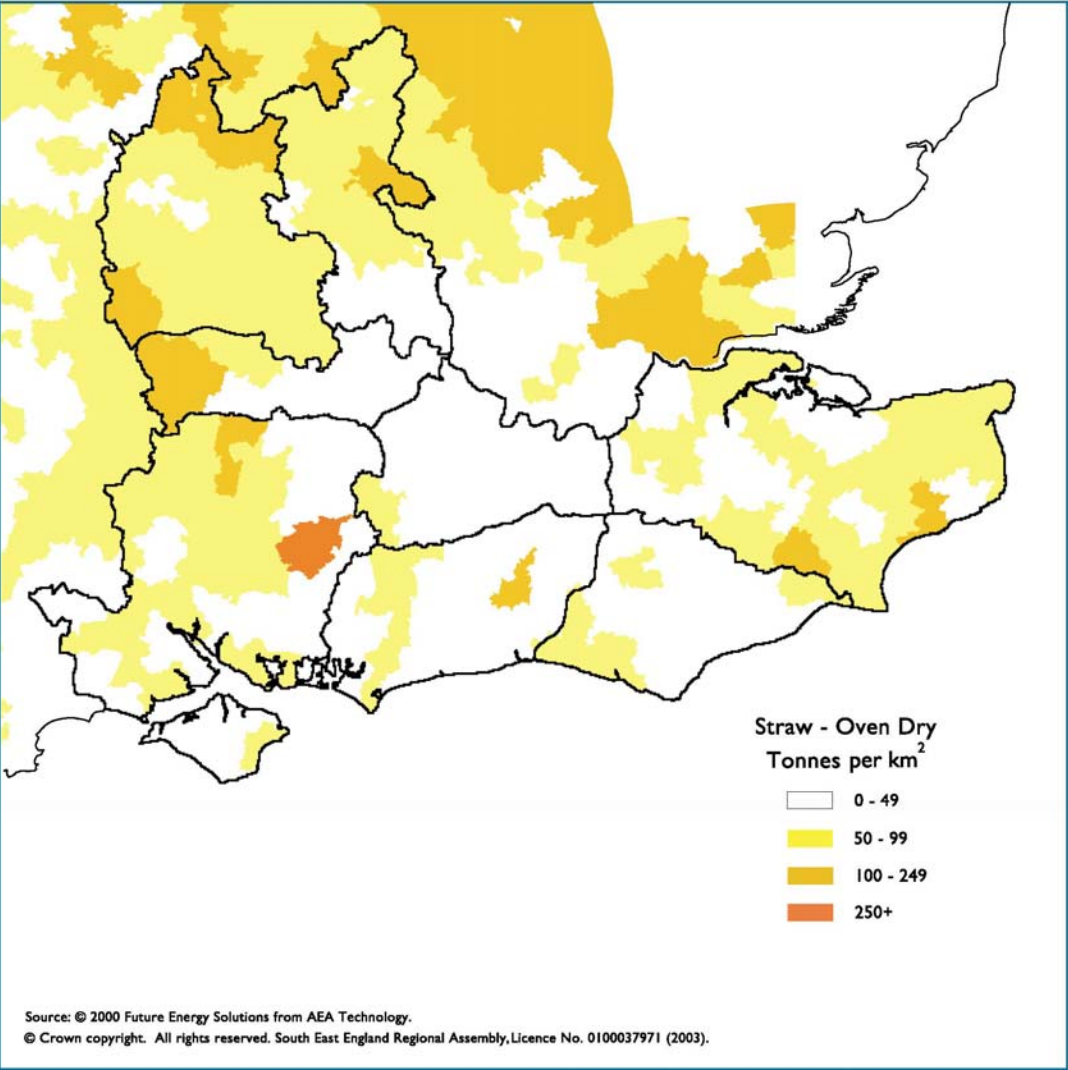 Straw - Oven Dry
Tonnes per km²
0 - 49
50 - 99
100 - 249
250+
Source: © 2000 Future Energy Solutions from AEA Technology.
© Crown copyright. All rights reserved. South East England Regional Assembly, Licence No. 0100037971 (2003).